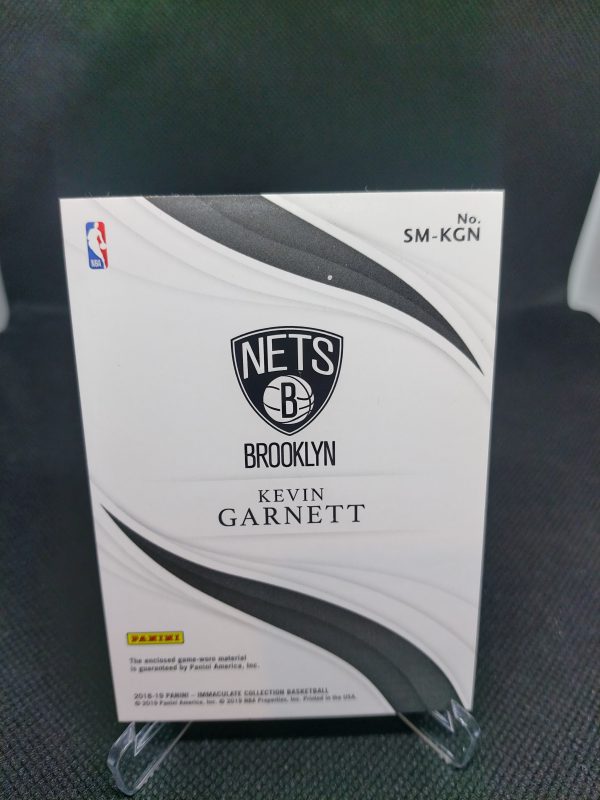 No.
SM-KGN
NBA
NETS
B
BROOKLYN
KEVIN
GARNETT
PANINI
The enclosed game-worn material
is guaranteed by Panini America, Inc.
2018-19 PANINI – IMMACULATE COLLECTION BASKETBALL
© 2019 Panini America, Inc. © 2019 NBA Properties, Inc. Printed in the USA.